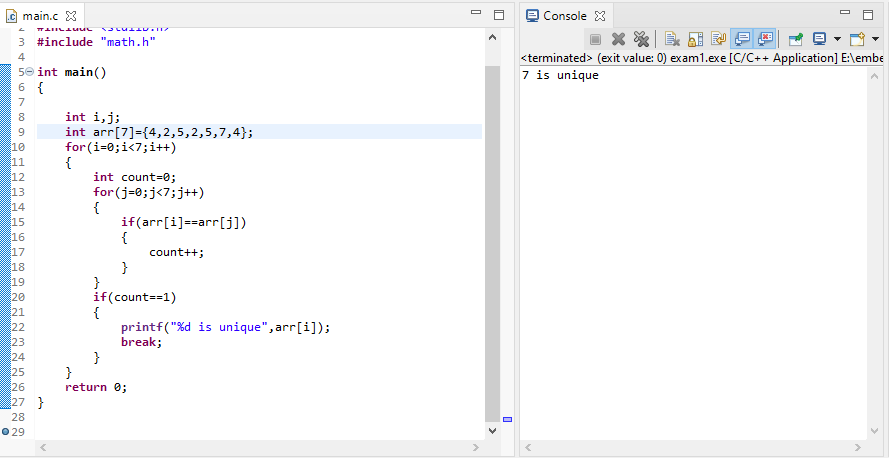 main.c
2 #include <stdlib.h>
3 #include "math.h"
4
5 int main()
6 {
7
8 int i,j;
9 int arr[7]={4,2,5,2,5,7,4};
10 for(i=0;i<7;i++)
11 {
12 int count=0;
13 for(j=0;j<7;j++)
14 {
15 if(arr[i]==arr[j])
16 {
17 count++;
18 }
19 }
20 if(count==1)
21 {
22 printf("%d is unique",arr[i]);
23 break;
24 }
25 }
26 return 0;
27 }
28
29
Console
<terminated> (exit value: 0) exam1.exe [C/C++ Application] E:\embe
7 is unique